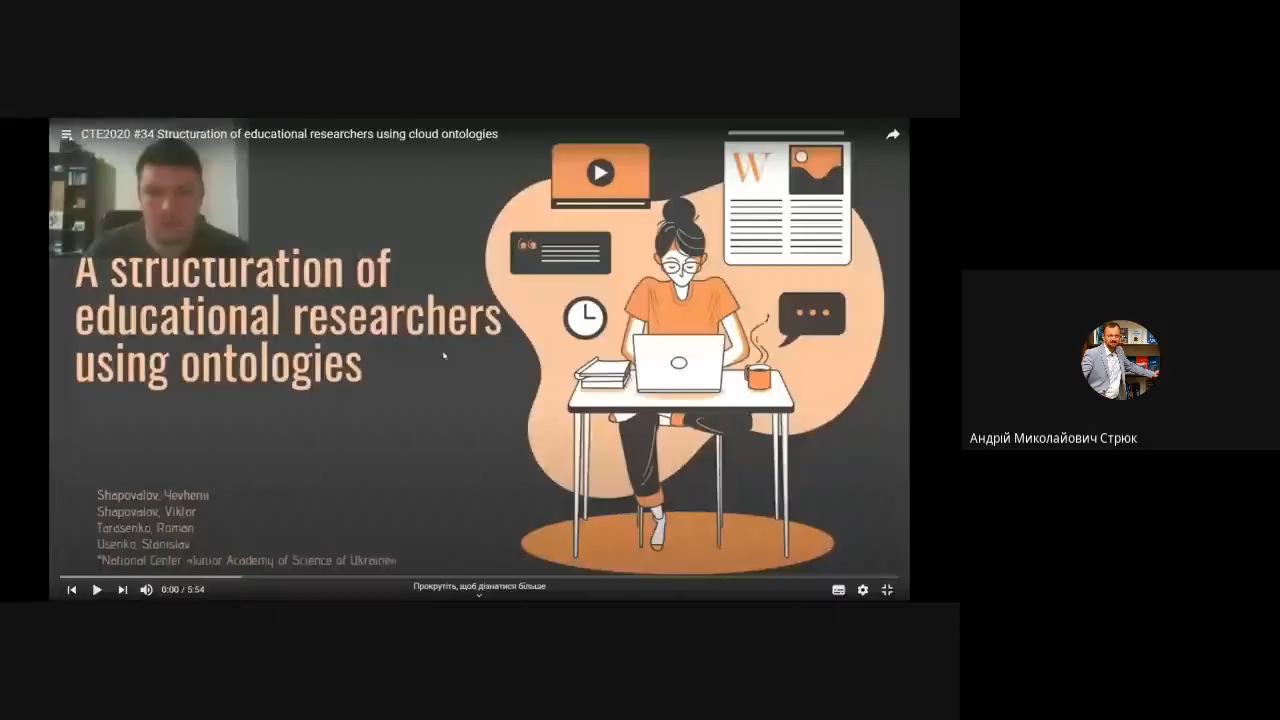 CTE2020 #34 Structuration of educational researchers using cloud ontologies
W
A structuration of
educational researchers
using ontologies
Shapovalov, Yevhenii
Shapovalov, Viktor
Tarasenko, Roman
Usenko, Stanislav
*National Center «Junior Academy of Science of Ukraine»
0:00 / 5:54
Прокрутіть, щоб дізнатися більше
Андрій Миколайович Стрюк